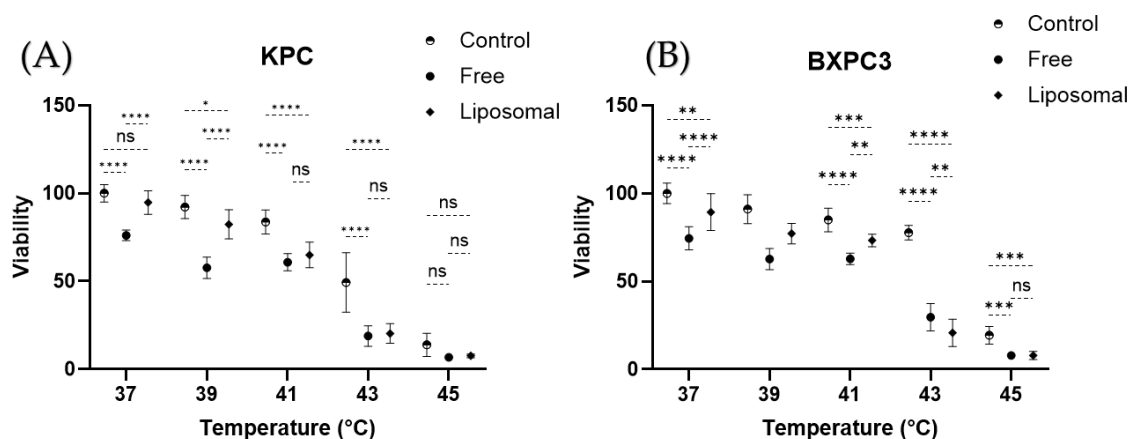 (A)
KPC
Control
Free
Liposomal
150
100
50
0
Viability
****
ns
****
*
****
****
****
****
ns
****
ns
****
ns
ns
ns
37 39 41 43 45
Temperature (°C)
(B)
BXPC3
Control
Free
Liposomal
150
100
50
0
Viability
**
****
****
***
**
****
****
**
****
***
ns
***
37 39 41 43 45
Temperature (°C)